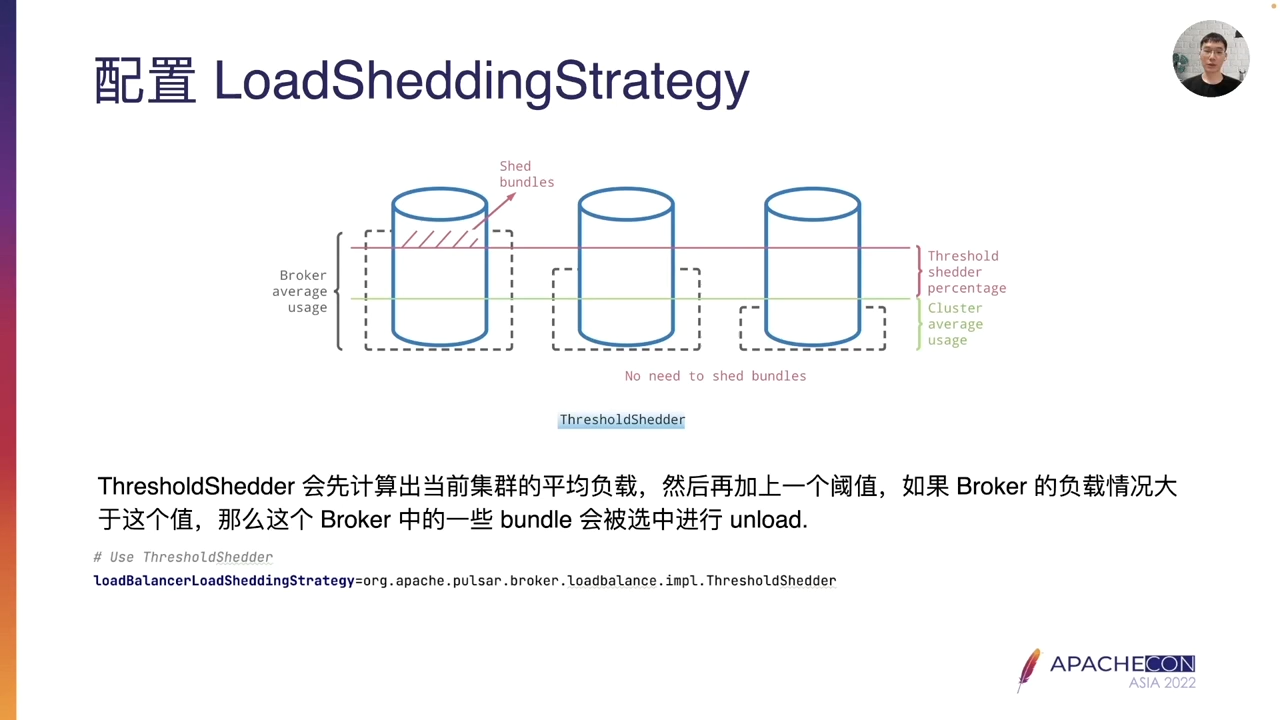 配置 LoadSheddingStrategy
Shed
bundles
Broker
average
usage
Threshold
shedder
percentage
Cluster
average
usage
No need to shed bundles
ThresholdShedder
ThresholdShedder 会先计算出当前集群的平均负载，然后再加上一个阈值，如果 Broker 的负载情况大
于这个值，那么这个 Broker 中的一些 bundle 会被选中进行 unload.
# Use ThresholdShedder
loadBalancerLoadSheddingStrategy=org.apache.pulsar.broker.loadbalance.impl.ThresholdShedder
APACHECON
ASIA 2022